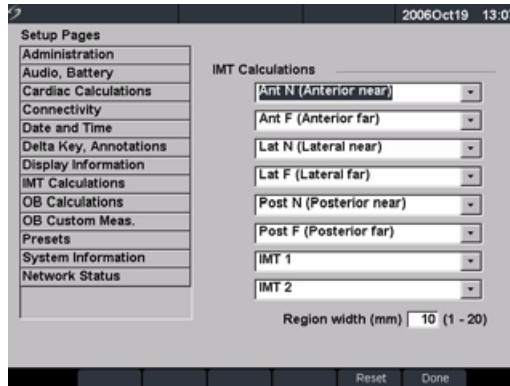 2006Oct19 13:0
Setup Pages
Administration
Audio, Battery
Cardiac Calculations
Connectivity
Date and Time
Delta Key, Annotations
Display Information
IMT Calculations
OB Calculations
OB Custom Meas.
Presets
System Information
Network Status
IMT Calculations
Ant N (Anterior near)
Ant F (Anterior far)
Lat N (Lateral near)
Lat F (Lateral far)
Post N (Posterior near)
Post F (Posterior far)
IMT 1
IMT 2
Region width (mm) 10 (1 - 20)
Reset Done